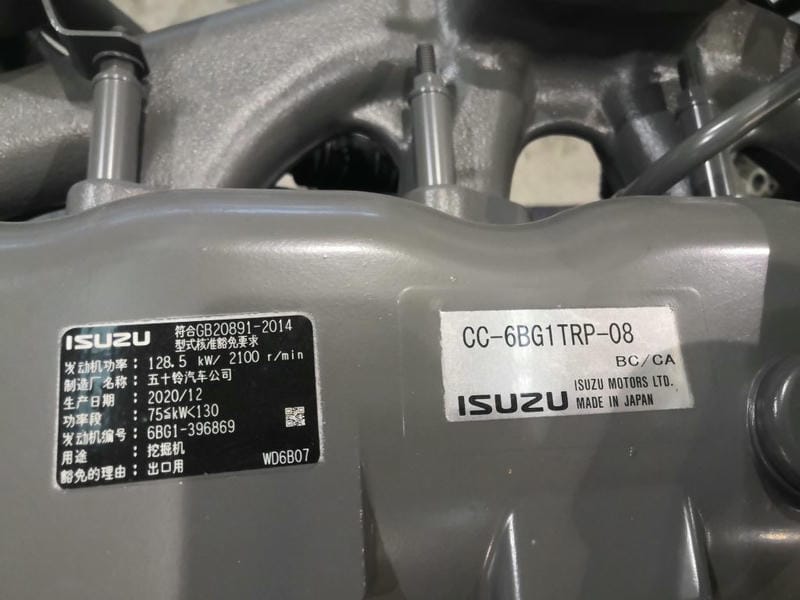 ISUZU 符合GB20891-2014
型式核准豁免要求
发动机功率：128.5 kW/ 2100 r/min
制造厂名称：五十铃汽车公司
生产日期：2020/12
功率段：75≤kW<130
发动机编号：6BG1-396869
用途：挖掘机
豁免的理由：出口用
WD6B07
CC-6BG1TRP-08
BC/CA
ISUZU ISUZU MOTORS LTD.
MADE IN JAPAN